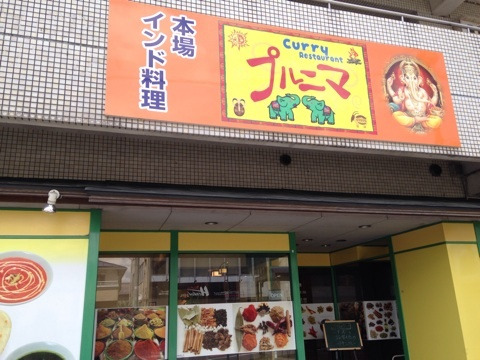 本場
インド料理
Curry
Restaurant
プルニマ